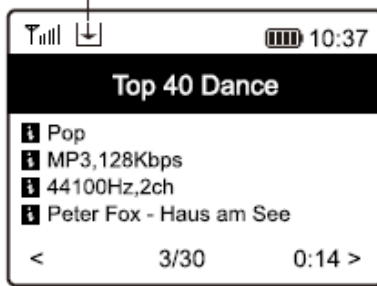 10:37
Top 40 Dance
i Pop
i MP3,128Kbps
i 44100Hz,2ch
i Peter Fox - Haus am See
< 3/30 0:14 >